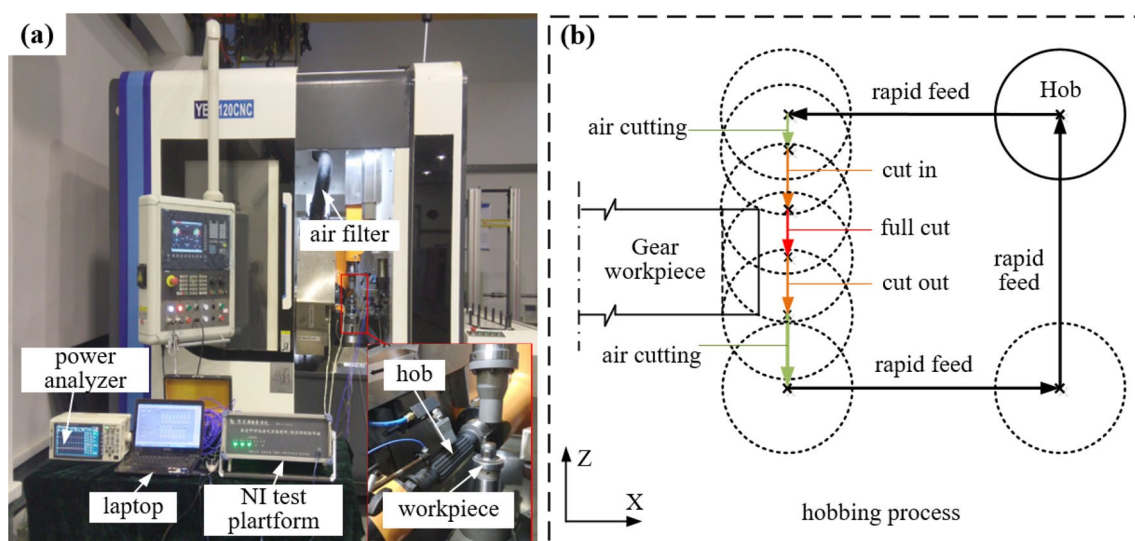 (a)
120CNC
air filter
power
analyzer
hob
laptop
NI test
plartform
workpiece
(b)
rapid feed
Hob
air cutting
cut in
full cut
Gear
workpiece
rapid
feed
cut out
air cutting
rapid feed
Z
X
hobbing process